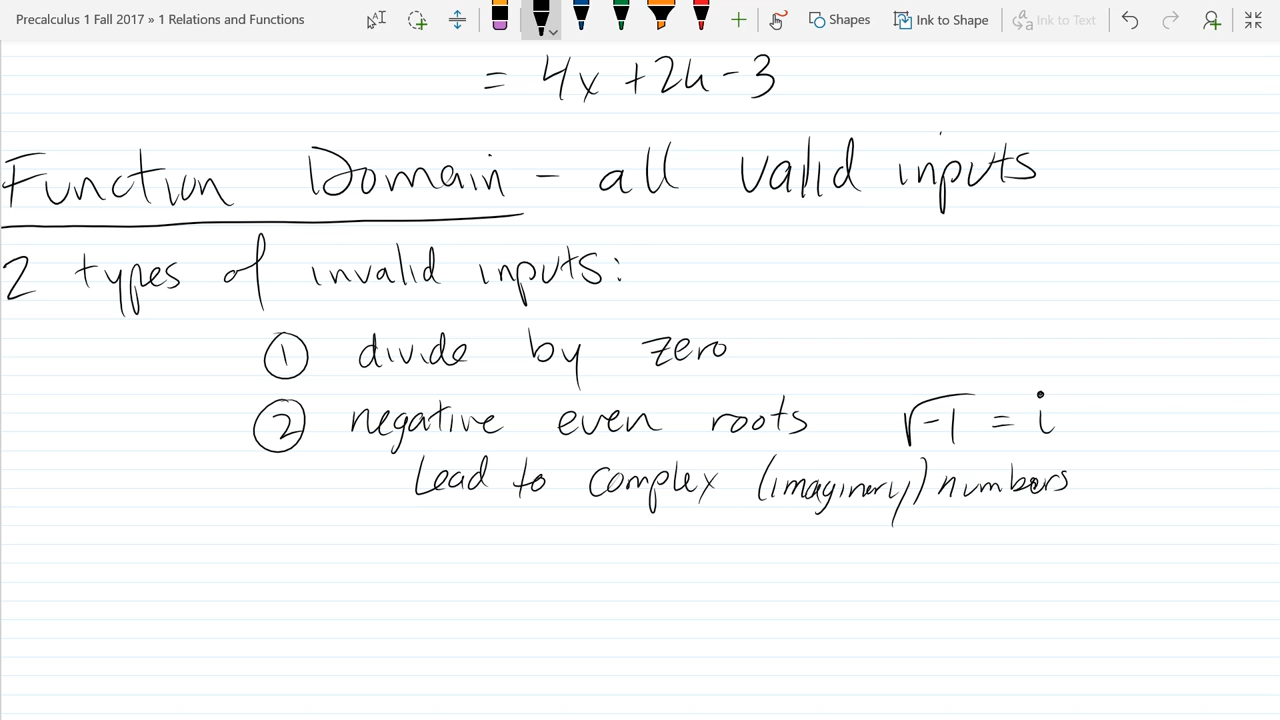 Precalculus 1 Fall 2017 » 1 Relations and Functions
Shapes
Ink to Shape
Ink to Text
= 4x + 2h - 3
Function Domain - all valid inputs
2 types of invalid inputs:
① divide by zero
② negative even roots √-1 = i
Lead to complex (imaginery) numbers